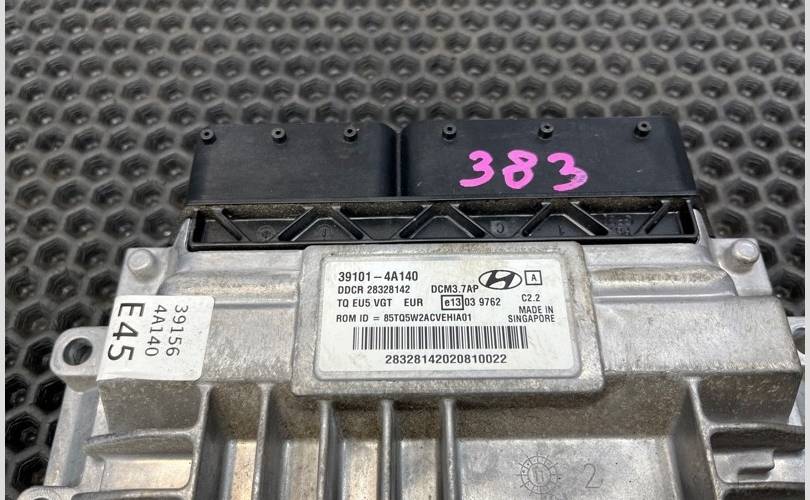 383
39101-4A140
DDCR 28328142 DCM3.7AP A
TQ EU5 VGT EUR e13 03 9762 C2.2
ROM ID = 85TQ5W2ACVEHIA01 MADE IN SINGAPORE
28328142020810022
39156
4A140
E45
2